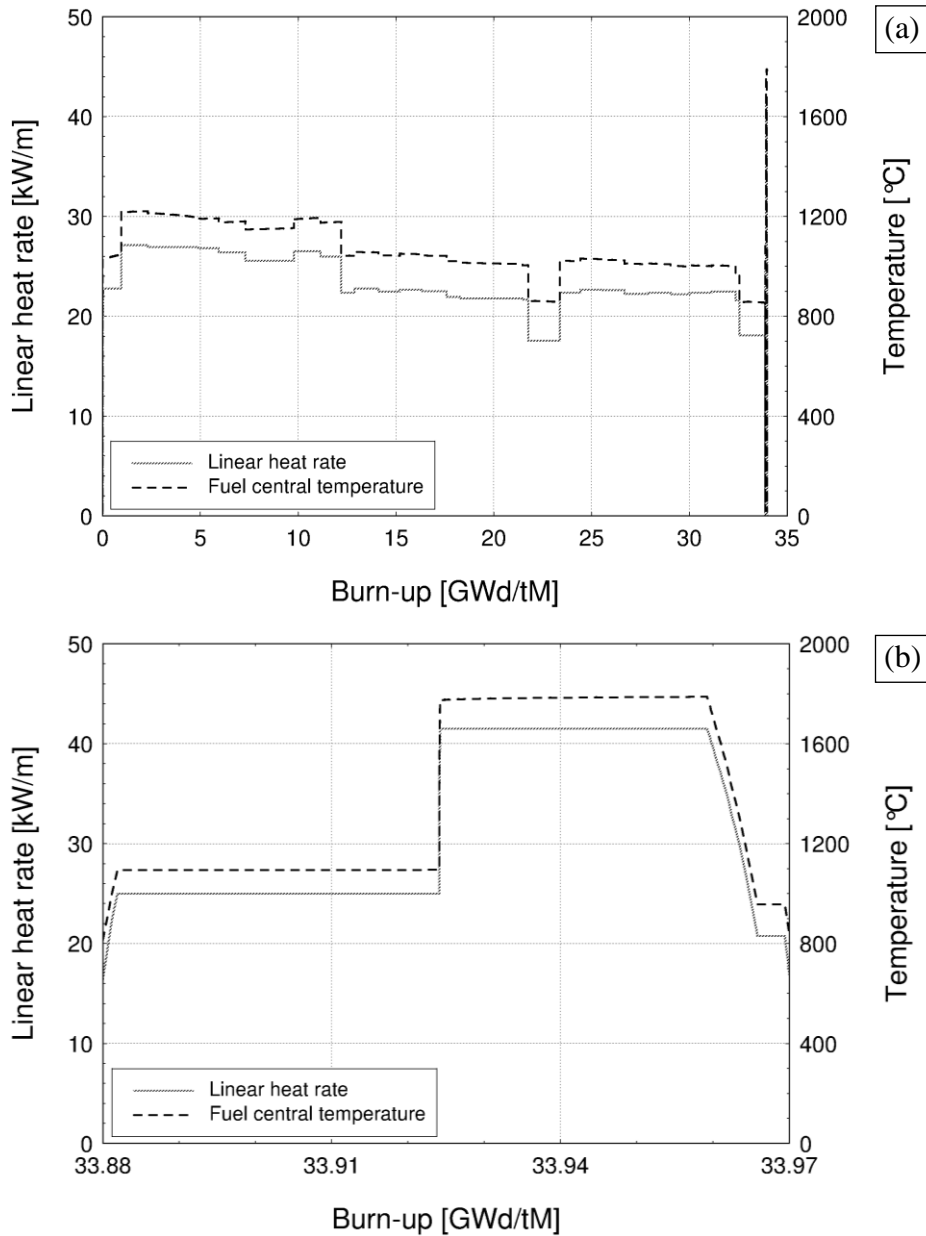 (a)
50 40 30 20 10 0
Linear heat rate [kW/m]
2000 1600 1200 800 400 0
Temperature [°C]
Linear heat rate
Fuel central temperature
0 5 10 15 20 25 30 35
Burn-up [GWd/tM]
(b)
50 40 30 20 10 0
Linear heat rate [kW/m]
2000 1600 1200 800 400 0
Temperature [°C]
Linear heat rate
Fuel central temperature
33.88 33.91 33.94 33.97
Burn-up [GWd/tM]